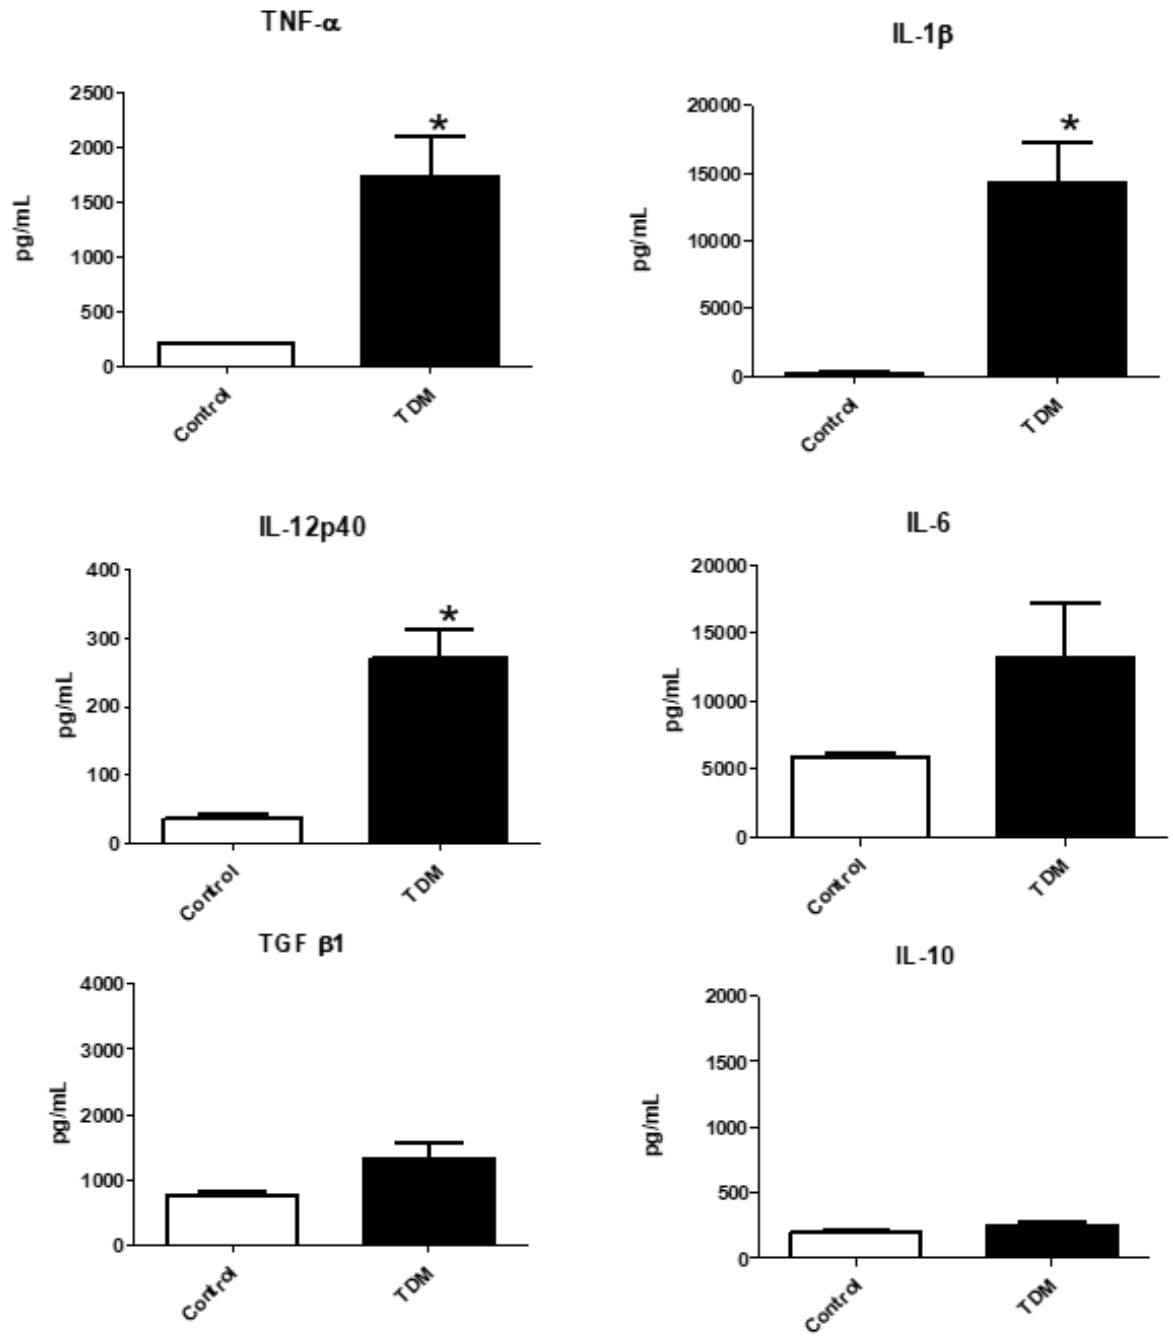 TNF-α
2500
*
2000
1500
pg/mL
1000
500
0
Control
TDM
IL-1β
20000
*
15000
pg/mL
10000
5000
0
Control
TDM
IL-12p40
400
*
300
200
pg/mL
100
0
Control
TDM
IL-6
20000
15000
pg/mL
10000
5000
0
Control
TDM
TGF β1
4000
3000
pg/mL
2000
1000
0
Control
TDM
IL-10
2000
1500
pg/mL
1000
500
0
Control
TDM